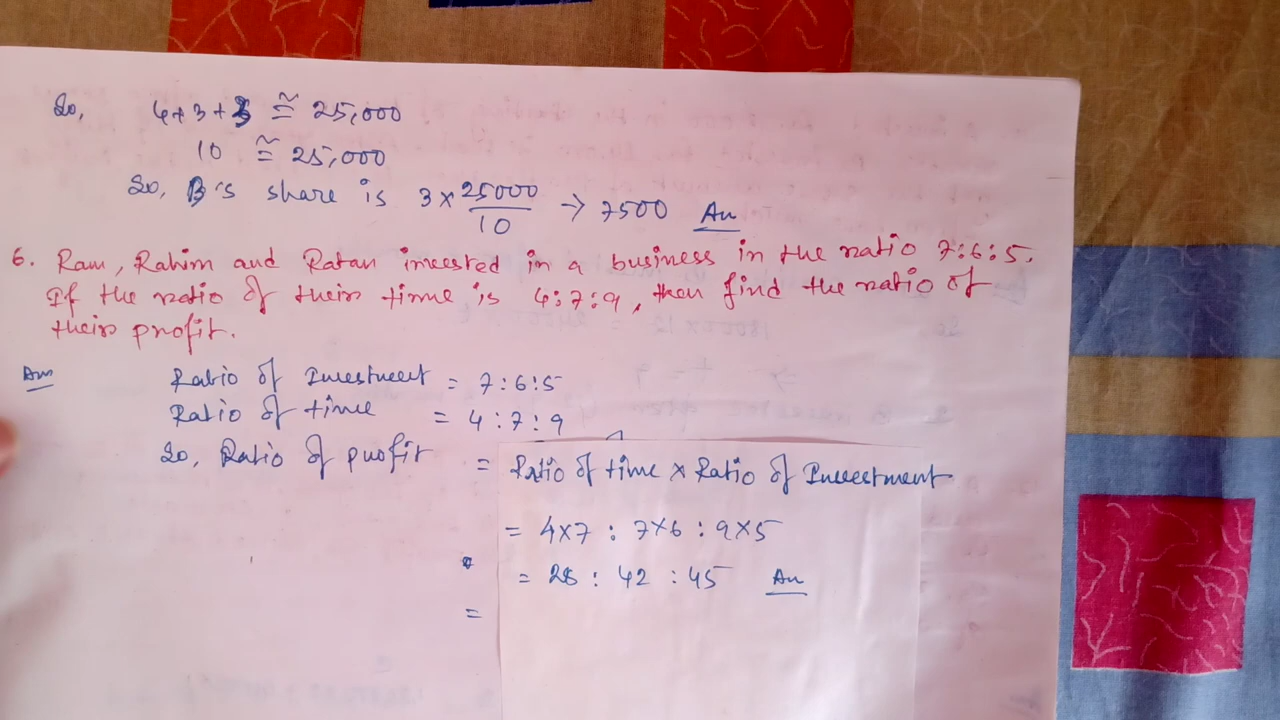 So, 4+3+3 ≅ 25,000
10 ≅ 25,000
So, B's share is 3 × 25000/10 → 7500 An
6. Ram, Rahim and Ratan invested in a business in the ratio 7:6:5.
If the ratio of their time is 4:7:9, then find the ratio of
their profit.
Ans Ratio of Investment = 7:6:5
Ratio of time = 4:7:9
So, Ratio of profit = Ratio of time × Ratio of Investment
= 4×7 : 7×6 : 9×5
= 28 : 42 : 45 An
=